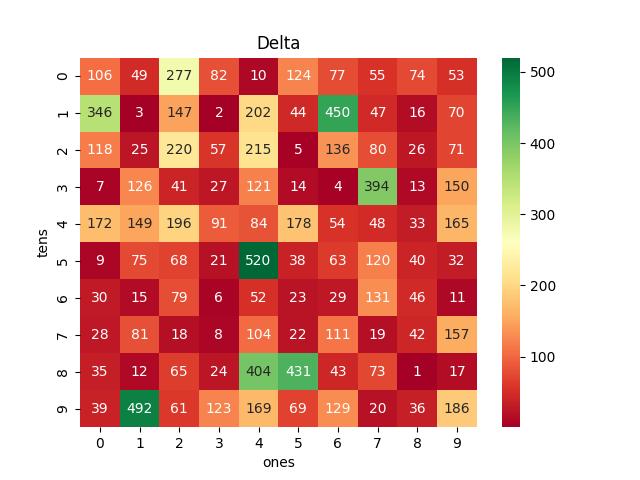 Delta
0 106 49 277 82 10 124 77 55 74 53
1 346 3 147 2 202 44 450 47 16 70
2 118 25 220 57 215 5 136 80 26 71
3 7 126 41 27 121 14 4 394 13 150
4 172 149 196 91 84 178 54 48 33 165
5 9 75 68 21 520 38 63 120 40 32
6 30 15 79 6 52 23 29 131 46 11
7 28 81 18 8 104 22 111 19 42 157
8 35 12 65 24 404 431 43 73 1 17
9 39 492 61 123 169 69 129 20 36 186
0 1 2 3 4 5 6 7 8 9
ones
tens
500
400
300
200
100